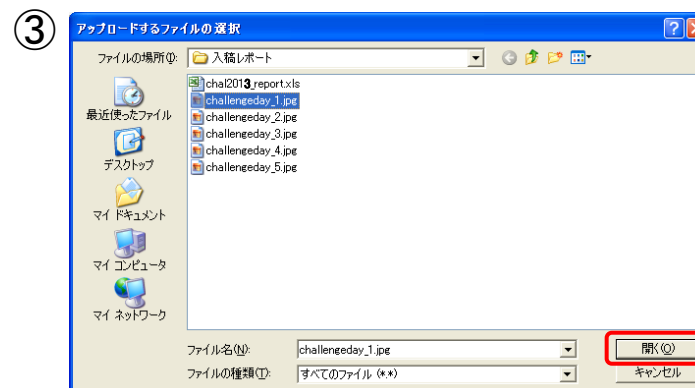 ③
アップロードするファイルの選択
ファイルの場所(I):
入稿レポート
chal2013_report.xls
challengeday_1.jpg
challengeday_2.jpg
challengeday_3.jpg
challengeday_4.jpg
challengeday_5.jpg
最近使ったファイル
デスクトップ
マイ ドキュメント
マイ コンピュータ
マイ ネットワーク
ファイル名(N):
challengeday_1.jpg
開く(O)
ファイルの種類(T):
すべてのファイル (*.*)
キャンセル